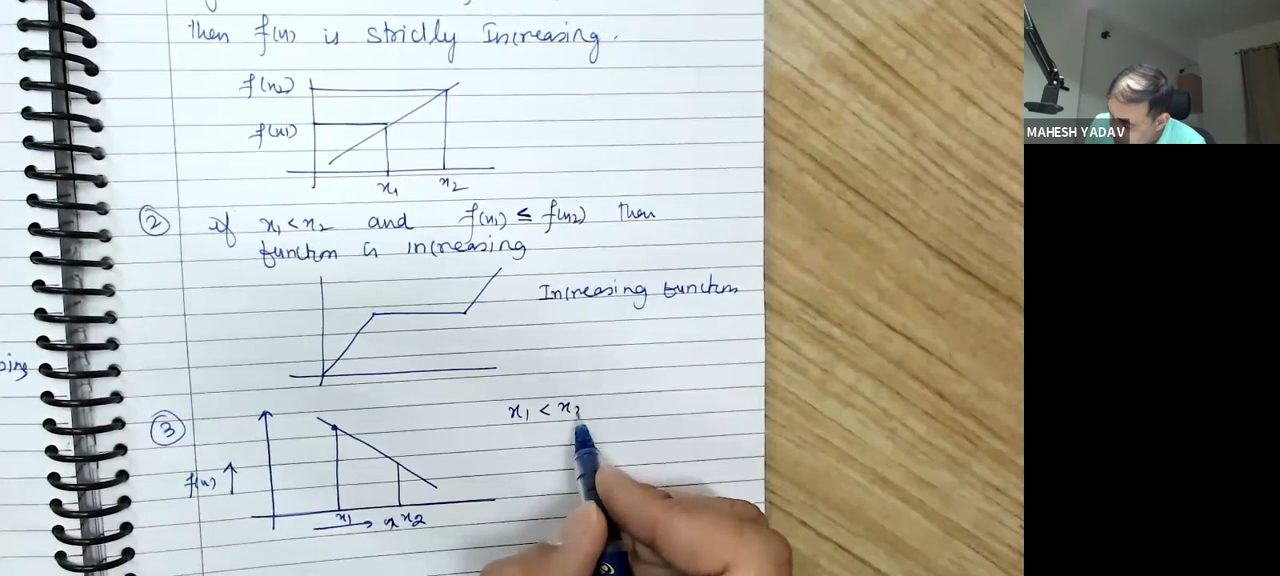 then f(x) is strictly Increasing.
f(x2)
f(x1)
x1 x2
MAHESH YADAV
② if x1 < x2 and f(x1) ≤ f(x2) then
function is increasing
Increasing function
③
x1 < x2
f(x) ↑
x1 → x2